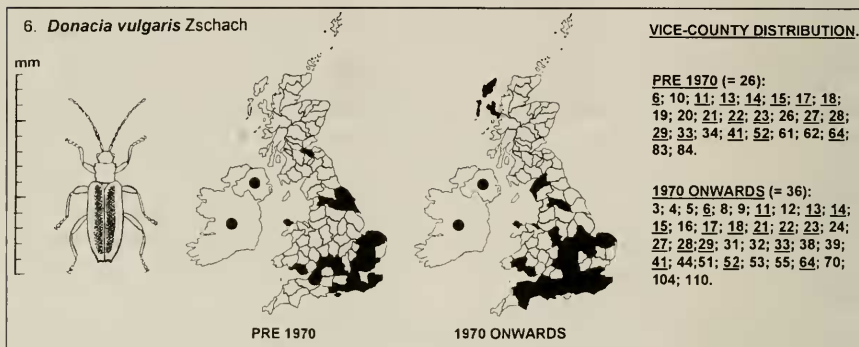 6. Donacia vulgaris Zschach
mm
PRE 1970
1970 ONWARDS
VICE-COUNTY DISTRIBUTION.
PRE 1970 (= 26):
6; 10; 11; 13; 14; 15; 17; 18;
19; 20; 21; 22; 23; 26; 27; 28;
29; 33; 34; 41; 52; 61; 62; 64;
83; 84.
1970 ONWARDS (= 36):
3; 4; 5; 6; 8; 9; 11; 12; 13; 14;
15; 16; 17; 18; 21; 22; 23; 24;
27; 28;29; 31; 32; 33; 38; 39;
41; 44;51; 52; 53; 55; 64; 70;
104; 110.